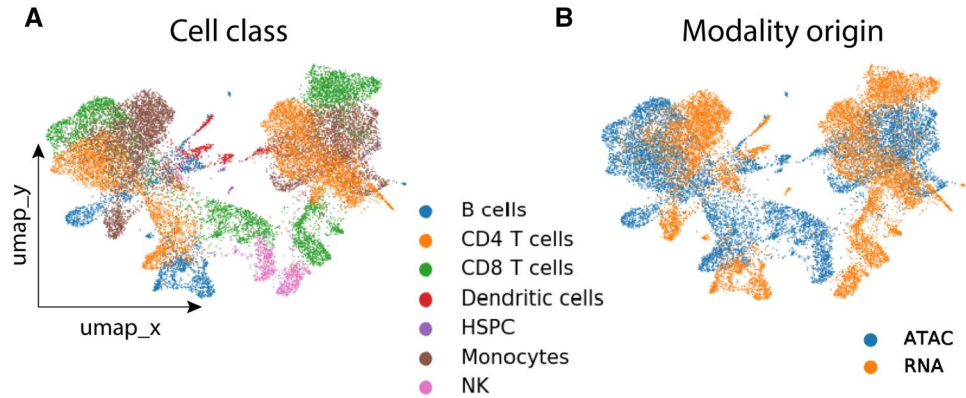 A
Cell class
umap_y
umap_x
B cells
CD4 T cells
CD8 T cells
Dendritic cells
HSPC
Monocytes
NK
B
Modality origin
ATAC
RNA